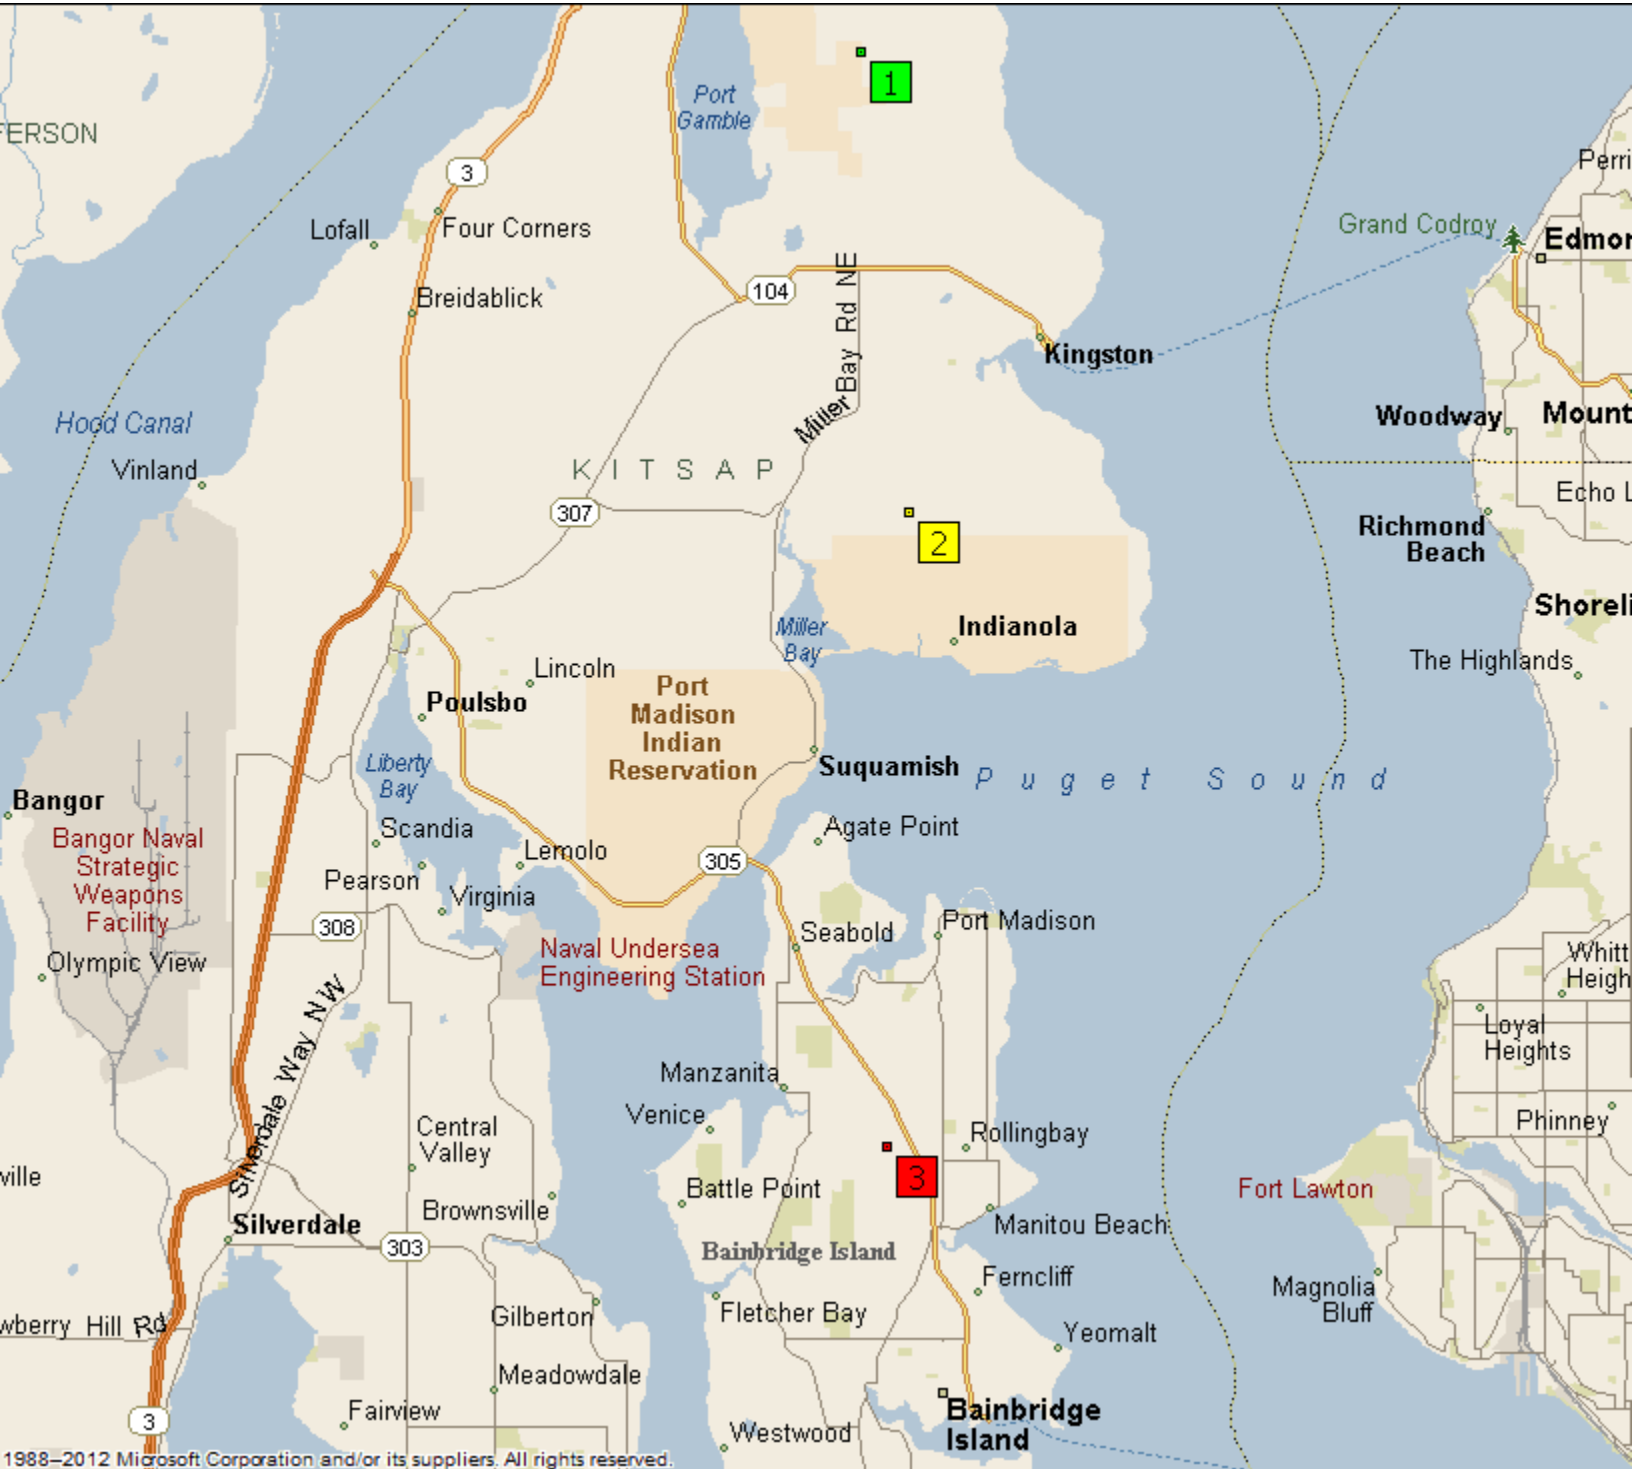 1
Port
Gamble
FERSON
3
Perri
Lofall
Four Corners
Grand Codroy
Edmor
104
Breidablick
Miller Bay Rd NE
Kingston
Hood Canal
Woodway
Mount
Vinland
K I T S A P
307
Echo L
2
Richmond
Beach
Shoreli
Miller
Bay
Indianola
The Highlands
Lincoln
Poulsbo
Port
Madison
Indian
Reservation
Liberty
Bay
Suquamish
Puget Sound
Bangor
Bangor Naval
Strategic
Weapons
Facility
Scandia
Agate Point
Lemolo
305
Pearson
Virginia
308
Seabold
Port Madison
Naval Undersea
Engineering Station
Olympic View
Whitt
Heigh
Silverdale Way NW
Loyal
Heights
Manzanita
Venice
Central
Valley
Rollingbay
Phinney
3
ville
Battle Point
Fort Lawton
Brownsville
Silverdale
303
Manitou Beach
Bainbridge Island
Ferncliff
Magnolia
Bluff
wberry Hill Rd
Gilberton
Fletcher Bay
Yeomalt
Meadowdale
3
Fairview
Bainbridge
Island
Westwood
1988–2012 Microsoft Corporation and/or its suppliers. All rights reserved.